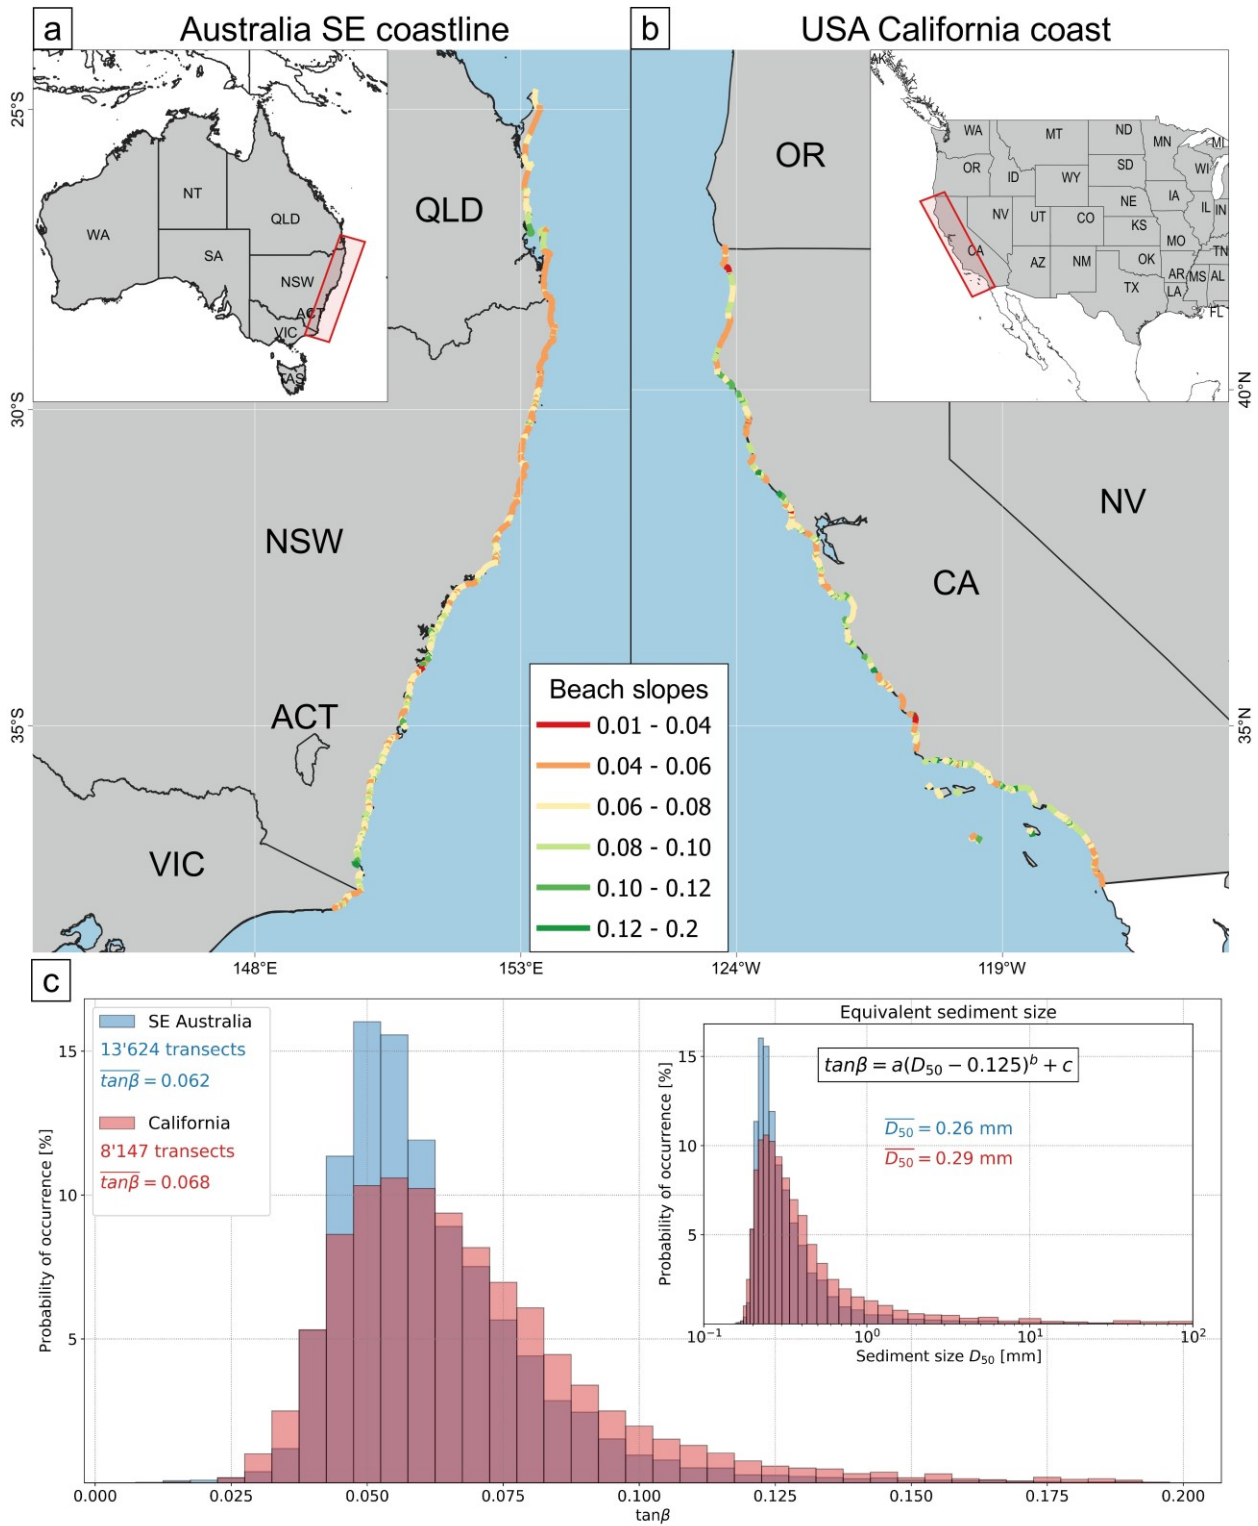 a
Australia SE coastline
b
USA California coast
25°S
30°S
35°S
WA
NT
SA
QLD
NSW
ACT
VIC
TAS
QLD
NSW
ACT
VIC
148°E
153°E
AK
WA
OR
CA
NV
ID
MT
WY
UT
AZ
CO
NM
ND
SD
NE
KS
OK
TX
MN
IA
MO
AR
LA
WI
IL
MS
MI
IN
TN
AL
FL
OR
NV
CA
40°N
35°N
124°W
119°W
Beach slopes
0.01 - 0.04
0.04 - 0.06
0.06 - 0.08
0.08 - 0.10
0.10 - 0.12
0.12 - 0.2
c
SE Australia
13'624 transects
tanβ = 0.062
California
8'147 transects
tanβ = 0.068
Probability of occurrence [%]
15
10
5
0.000 0.025 0.050 0.075 0.100 0.125 0.150 0.175 0.200
tanβ
Equivalent sediment size
tanβ = a(D₅₀ − 0.125)ᵇ + c
D₅₀ = 0.26 mm
D₅₀ = 0.29 mm
Probability of occurrence [%]
15
10
5
10⁻¹ 10⁰ 10¹ 10²
Sediment size D₅₀ [mm]